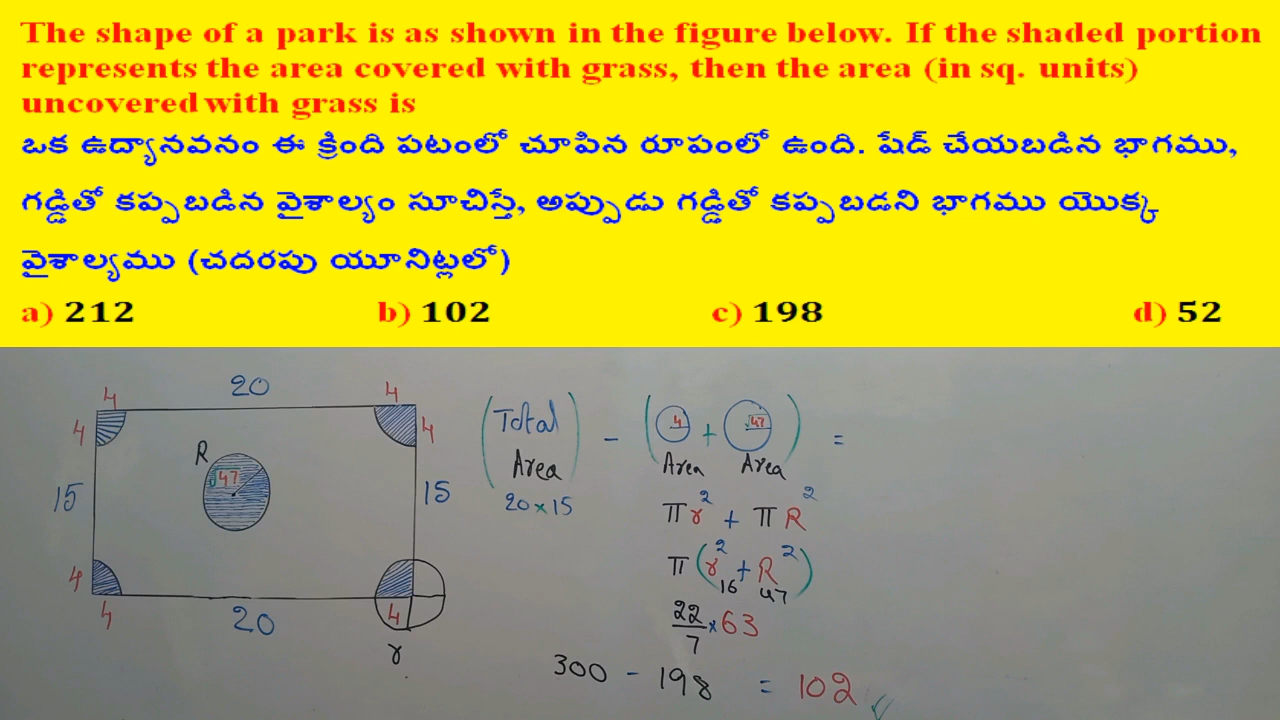 The shape of a park is as shown in the figure below. If the shaded portion
represents the area covered with grass, then the area (in sq. units)
uncovered with grass is
ఒక ఉద్యానవనం ఈ క్రింది పటంలో చూపిన రూపంలో ఉంది. షేడ్ చేయబడిన భాగము,
గడ్డితో కప్పబడిన వైశాల్యం సూచిస్తే, అప్పుడు గడ్డితో కప్పబడని భాగము యొక్క
వైశాల్యము (చదరపు యూనిట్లలో)
a) 212 b) 102 c) 198 d) 52
4 20 4
4 4
R
√47
15 15
4
4 20 4
r
(Total Area) - (4 + √47) =
Area Area
20 × 15
πr² + πR²
π(r² + R²)
16 47
22/7 × 63
300 - 198 = 102 ✓